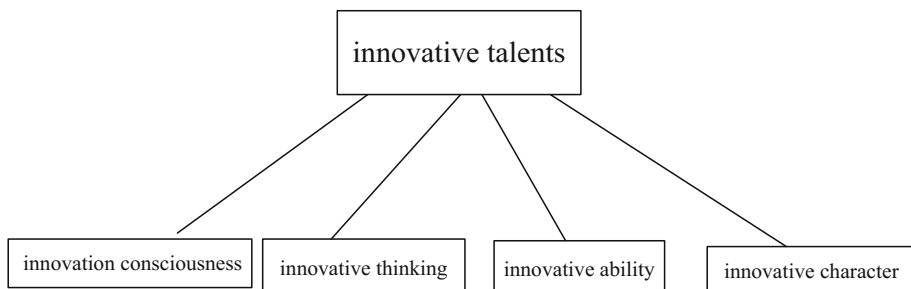 innovative talents
innovation consciousness
innovative thinking
innovative ability
innovative character